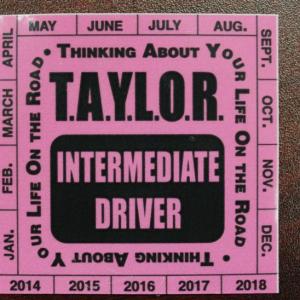 MAY JUNE JULY AUG.
JAN. FEB. MARCH APRIL
SEPT. OCT. NOV. DEC.
• THINKING ABOUT YOUR LIFE ON THE ROAD
T.A.Y.L.O.R.
INTERMEDIATE
DRIVER
• THINKING ABOUT YOUR LIFE ON THE ROAD
2014 2015 2016 2017 2018